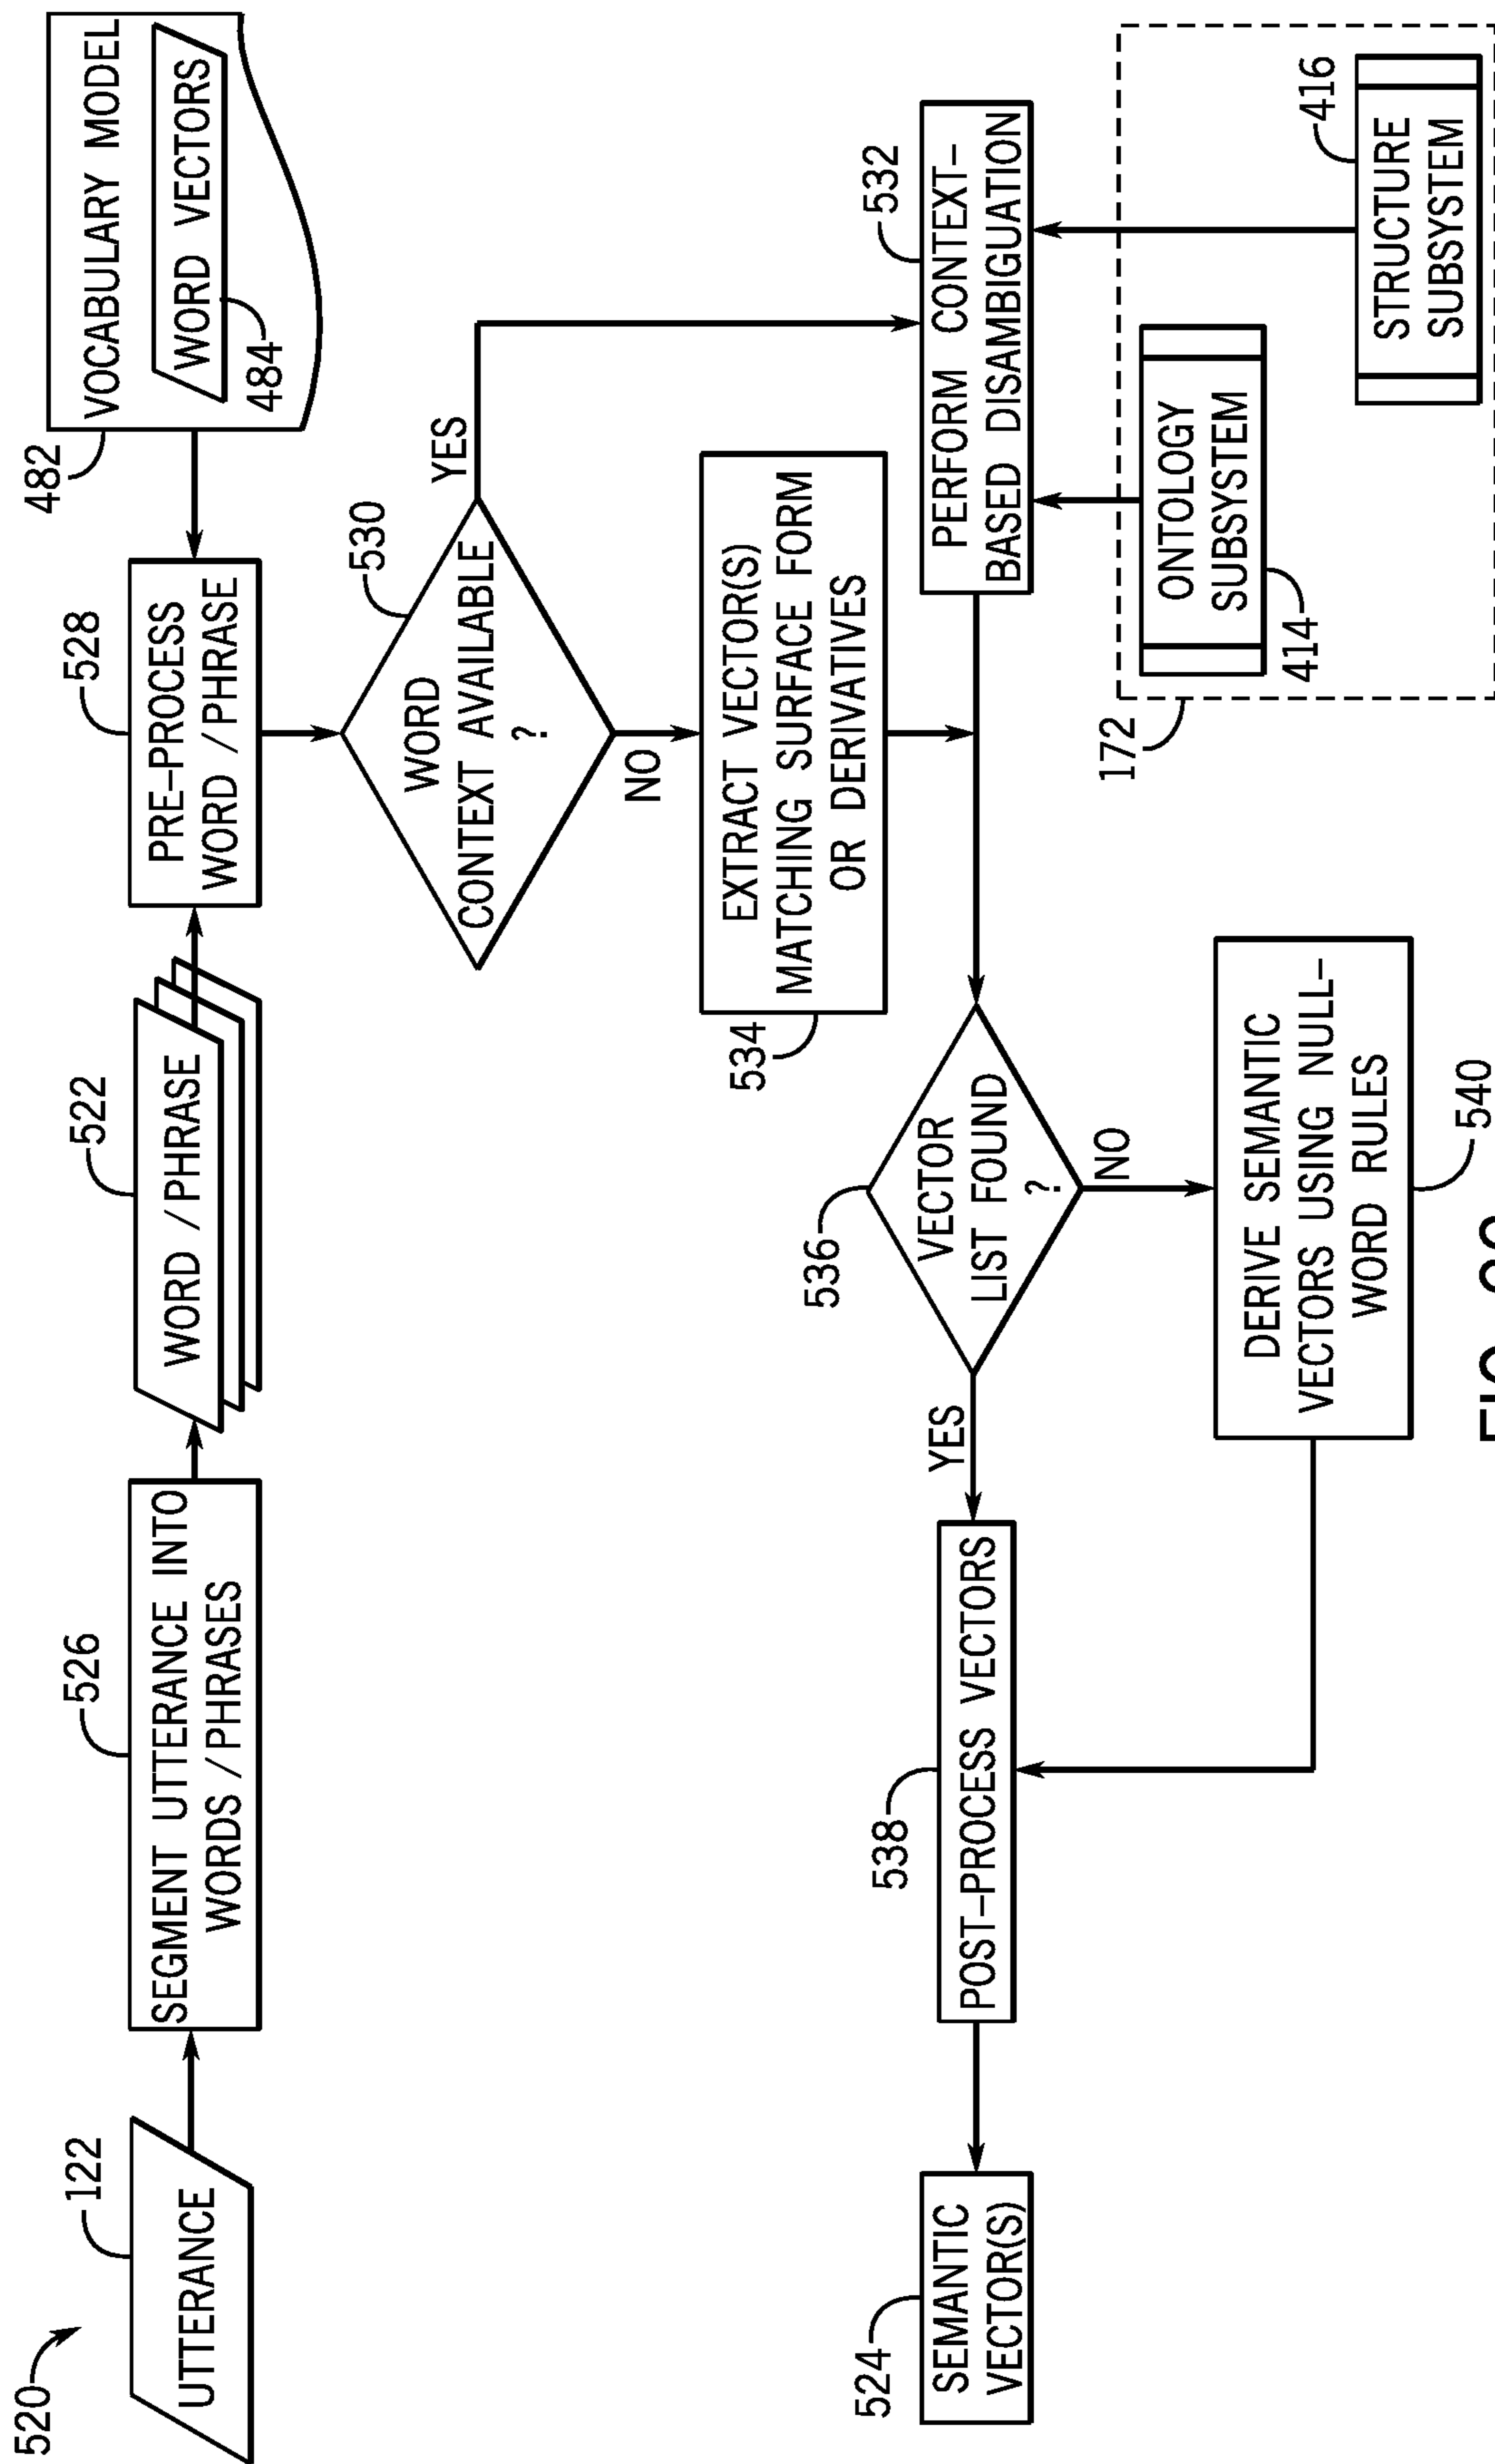 520
122
UTTERANCE
526
SEGMENT UTTERANCE INTO
WORDS/PHRASES
522
WORD/PHRASE
528
PRE-PROCESS
WORD/PHRASE
482
VOCABULARY MODEL
WORD VECTORS
484
530
WORD
CONTEXT AVAILABLE
?
YES
NO
534
EXTRACT VECTOR(S)
MATCHING SURFACE FORM
OR DERIVATIVES
532
PERFORM CONTEXT-
BASED DISAMBIGUATION
172
ONTOLOGY
SUBSYSTEM
414
416
STRUCTURE
SUBSYSTEM
536
VECTOR
LIST FOUND
?
YES
NO
540
DERIVE SEMANTIC
VECTORS USING NULL-
WORD RULES
538
POST-PROCESS VECTORS
524
SEMANTIC
VECTOR(S)
FIG.